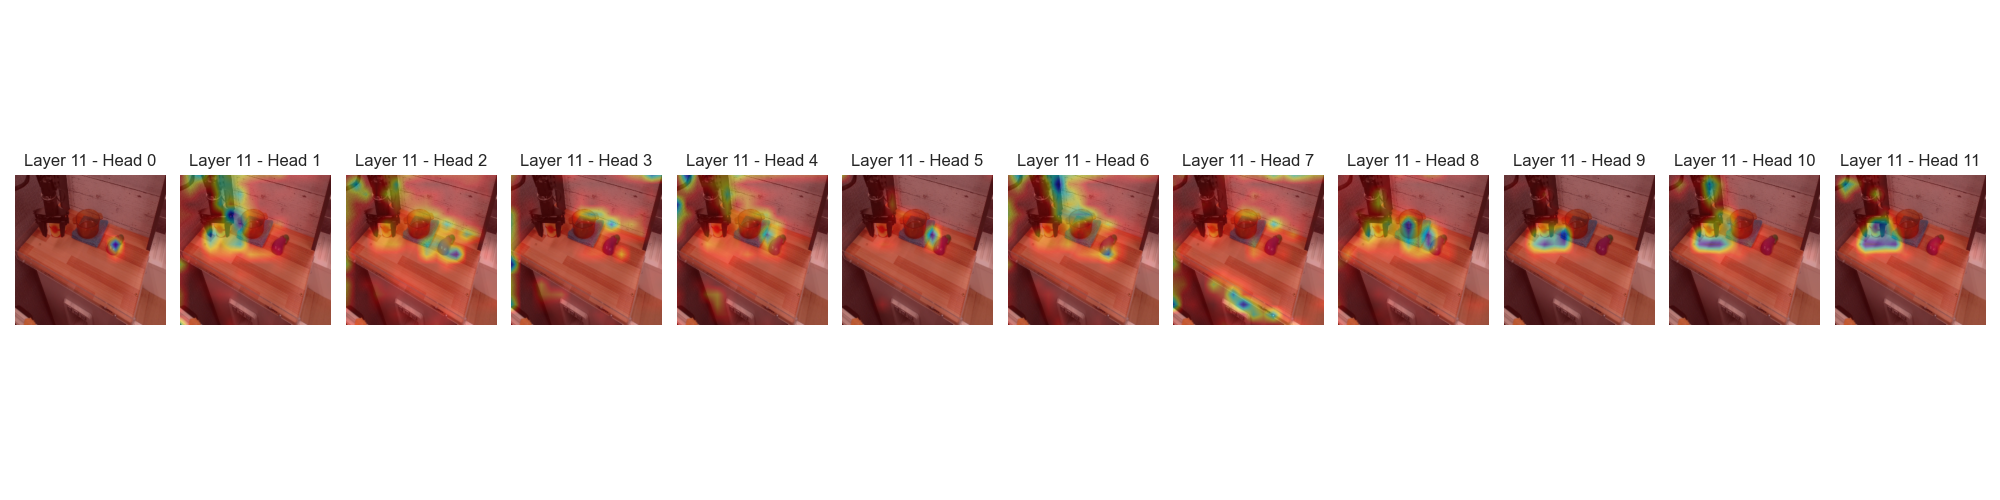 Layer 11 - Head 0
Layer 11 - Head 1
Layer 11 - Head 2
Layer 11 - Head 3
Layer 11 - Head 4
Layer 11 - Head 5
Layer 11 - Head 6
Layer 11 - Head 7
Layer 11 - Head 8
Layer 11 - Head 9
Layer 11 - Head 10
Layer 11 - Head 11